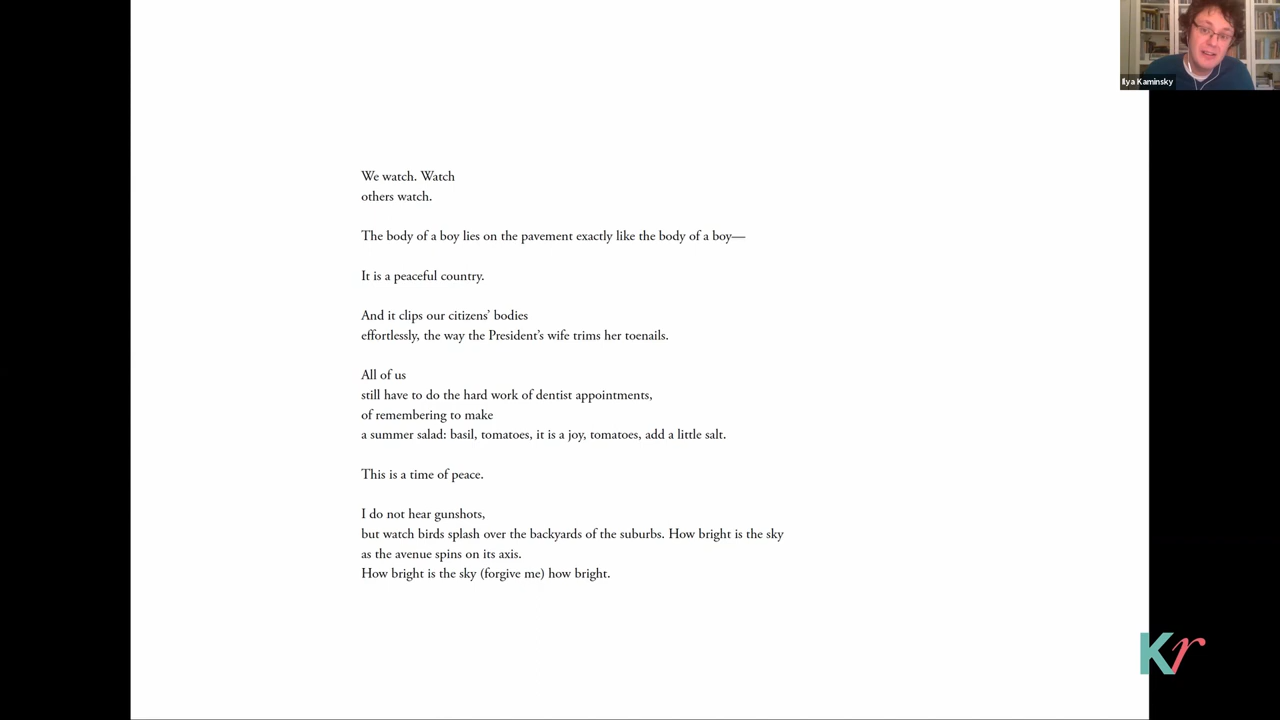 Ilya Kaminsky
We watch. Watch
others watch.
The body of a boy lies on the pavement exactly like the body of a boy—
It is a peaceful country.
And it clips our citizens’ bodies
effortlessly, the way the President’s wife trims her toenails.
All of us
still have to do the hard work of dentist appointments,
of remembering to make
a summer salad: basil, tomatoes, it is a joy, tomatoes, add a little salt.
This is a time of peace.
I do not hear gunshots,
but watch birds splash over the backyards of the suburbs. How bright is the sky
as the avenue spins on its axis.
How bright is the sky (forgive me) how bright.
Kr